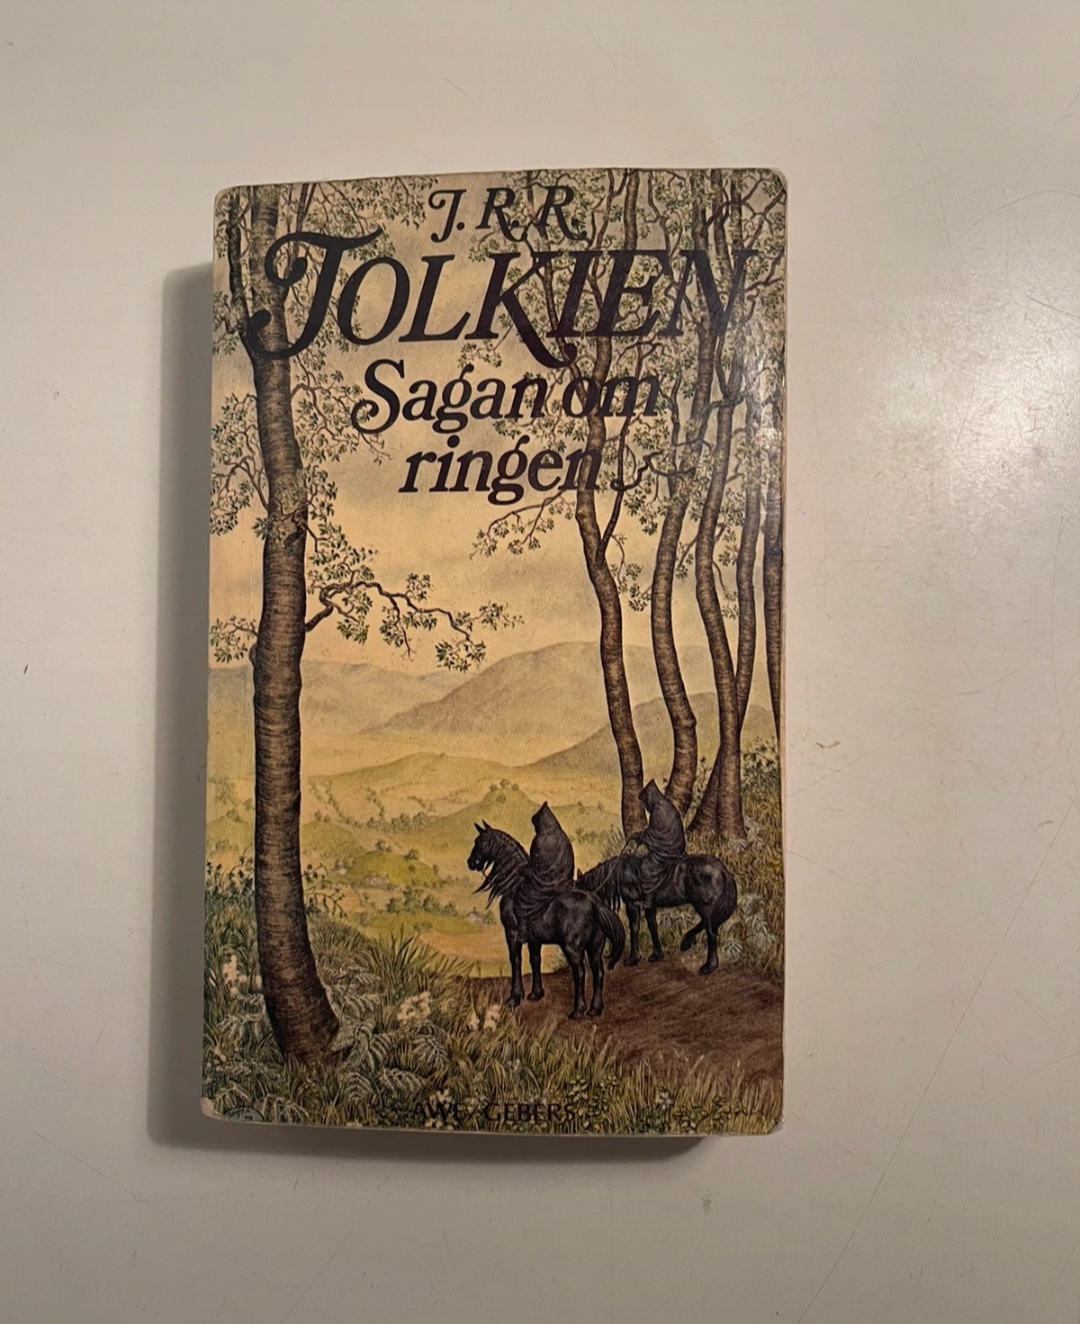 J. R. R.
TOLKIEN
Sagan om
ringen
AWE/GEBERS